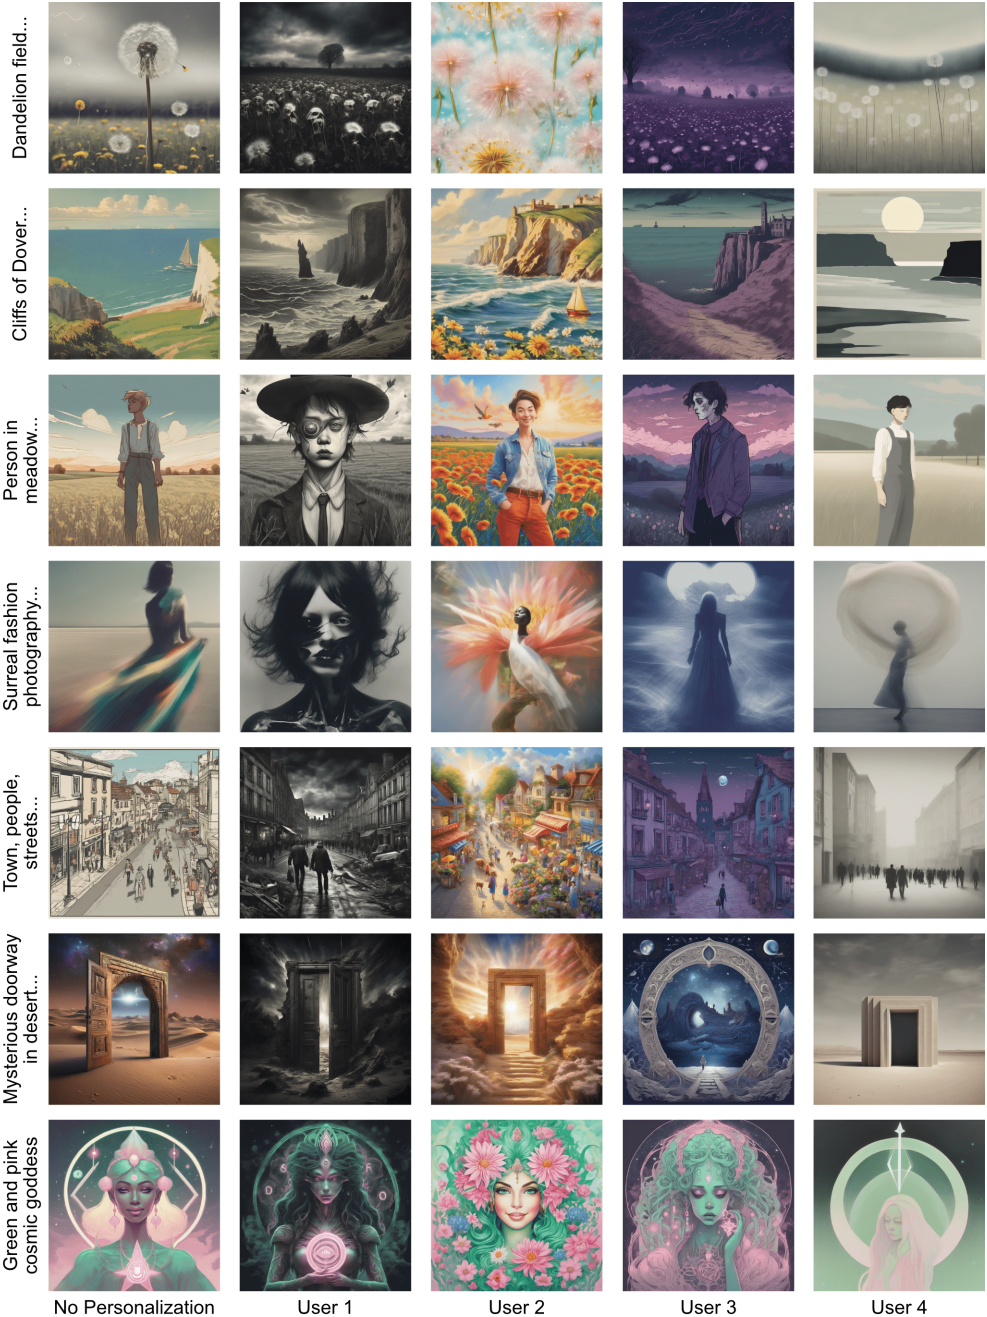 Dandelion field...
Cliffs of Dover...
Person in
meadow...
Surreal fashion
photography...
Town, people,
streets...
Mysterious doorway
in desert...
Green and pink
cosmic goddess
No Personalization
User 1
User 2
User 3
User 4